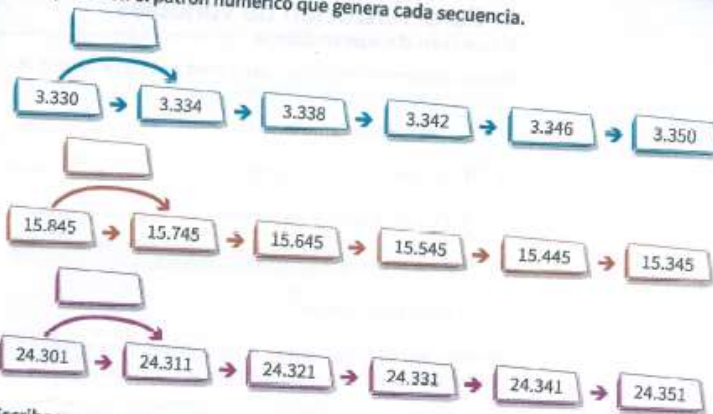 el patrón numérico que genera cada secuencia.
3.330 → 3.334 → 3.338 → 3.342 → 3.346 → 3.350
15.845 → 15.745 → 15.645 → 15.545 → 15.445 → 15.345
24.301 → 24.311 → 24.321 → 24.331 → 24.341 → 24.351